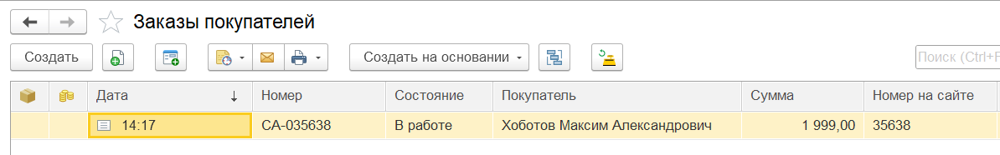 Заказы покупателей
Создать Создать на основании Поиск (Ctrl+F
Дата Номер Состояние Покупатель Сумма Номер на сайте
14:17 СА-035638 В работе Хоботов Максим Александрович 1 999,00 35638